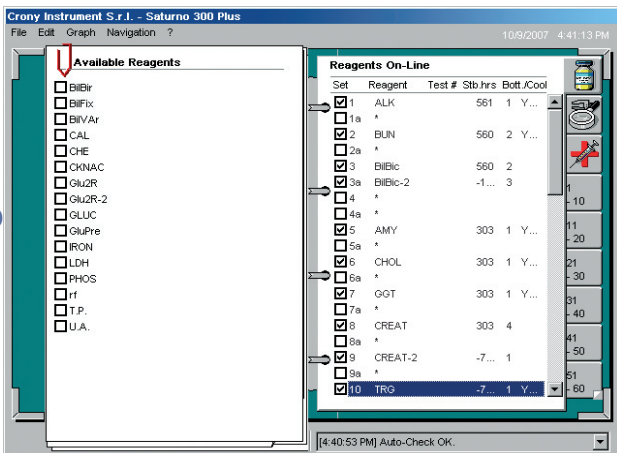 Crony Instrument S.r.l. - Saturno 300 Plus
File Edit Graph Navigation ?
10/9/2007 4:41:13 PM
Available Reagents
BilBir
BilFix
BilVAr
CAL
CHE
CKNAC
Glu2R
Glu2R-2
GLUC
GluPre
IRON
LDH
PHOS
rf
T.P.
U.A.
Reagents On-Line
Set Reagent Test # Stb.hrs Bott./Cool
1 ALK 561 1 Y...
1a *
2 BUN 560 2 Y...
2a *
3 BilBic 560 2
3a BilBic-2 -1... 3
4 *
4a *
5 AMY 303 1 Y...
5a *
6 CHOL 303 1 Y...
6a *
7 GGT 303 1 Y...
7a *
8 CREAT 303 4
8a *
9 CREAT-2 -7... 1
9a *
10 TRG -7... 1 Y...
1
- 10
11
- 20
21
- 30
31
- 40
41
- 50
51
- 60
[4:40:53 PM] Auto-Check OK.